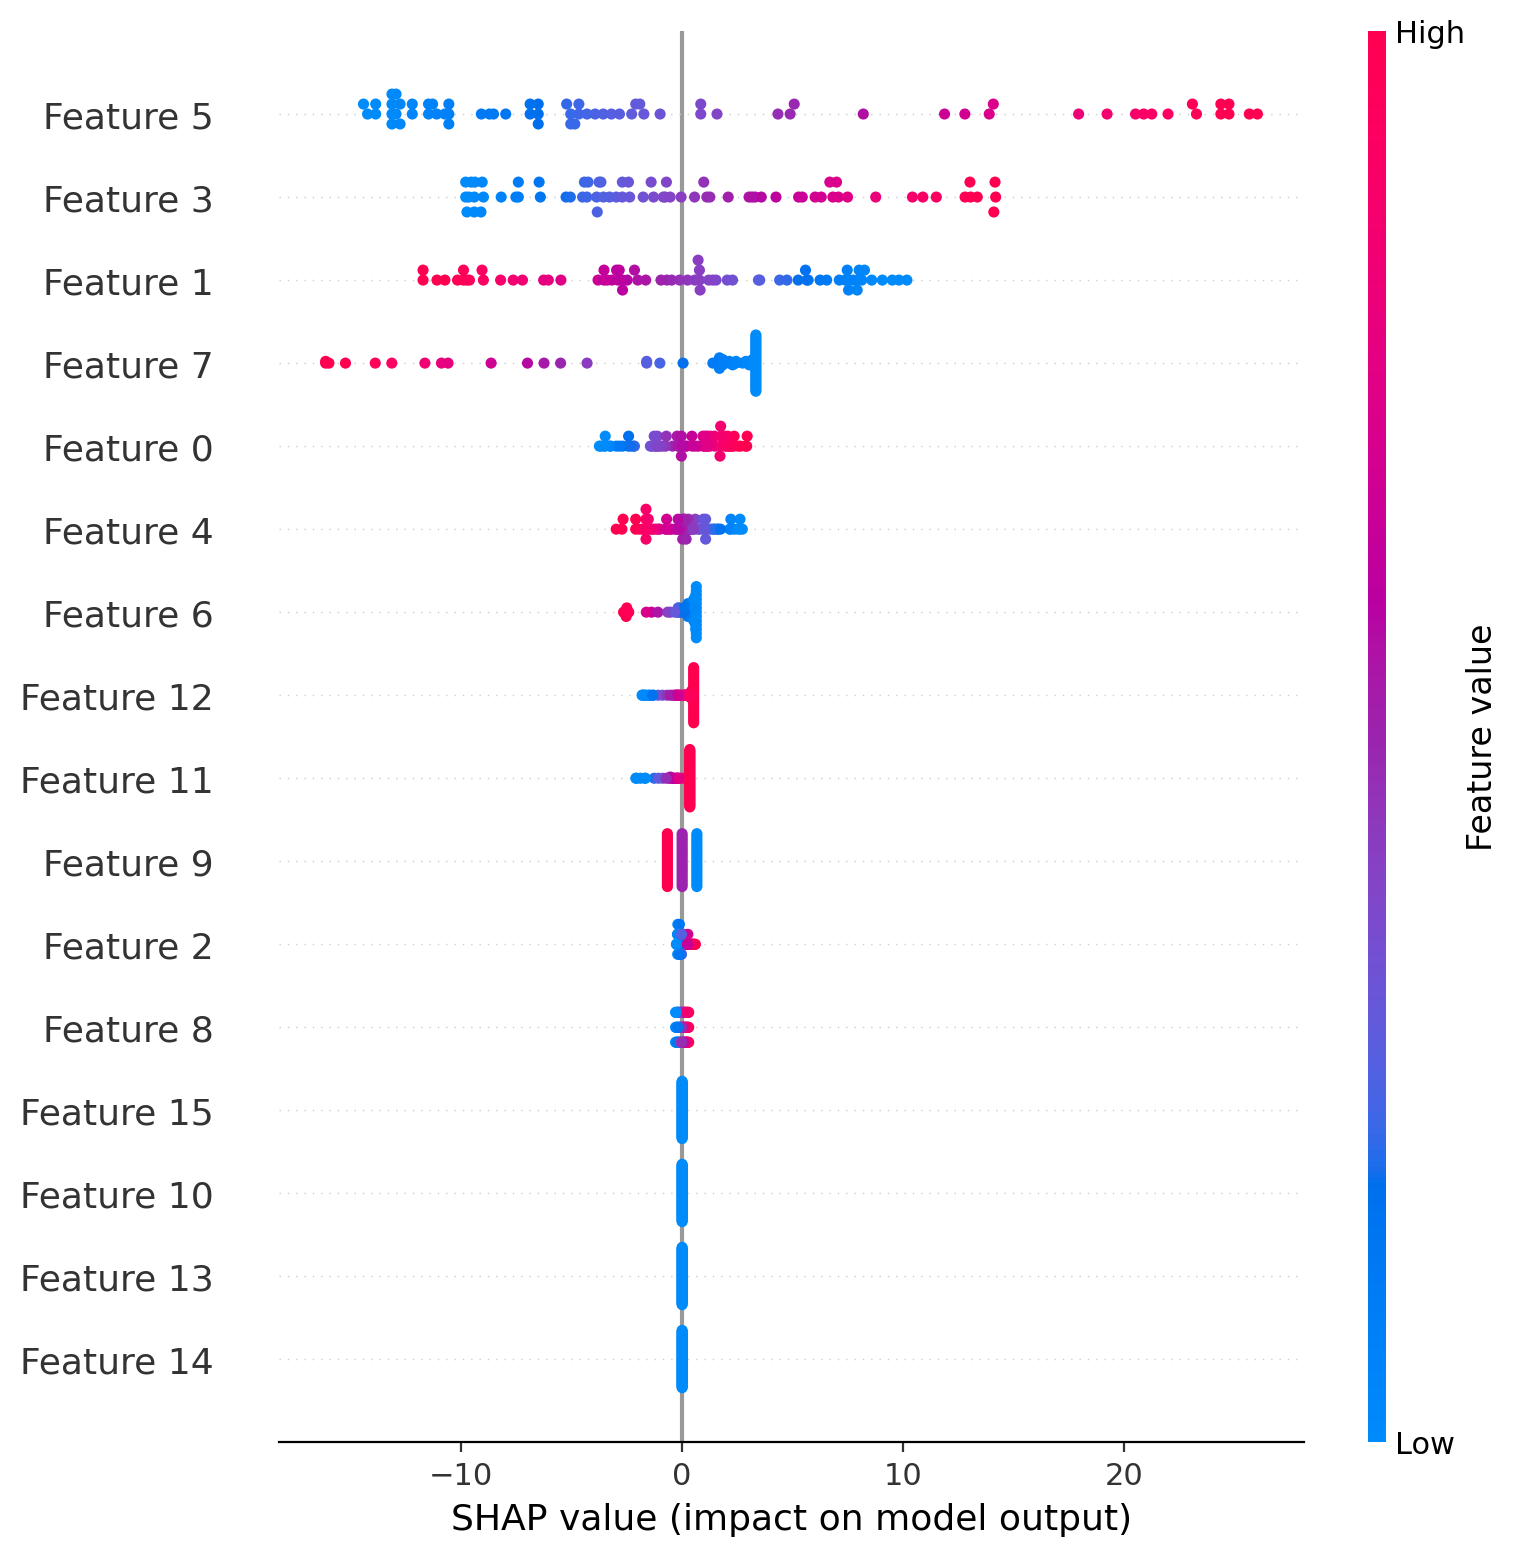 High
Feature 5
Feature 3
Feature 1
Feature 7
Feature 0
Feature 4
Feature 6
Feature 12
Feature 11
Feature 9
Feature 2
Feature 8
Feature 15
Feature 10
Feature 13
Feature 14
Feature value
Low
−10 0 10 20
SHAP value (impact on model output)